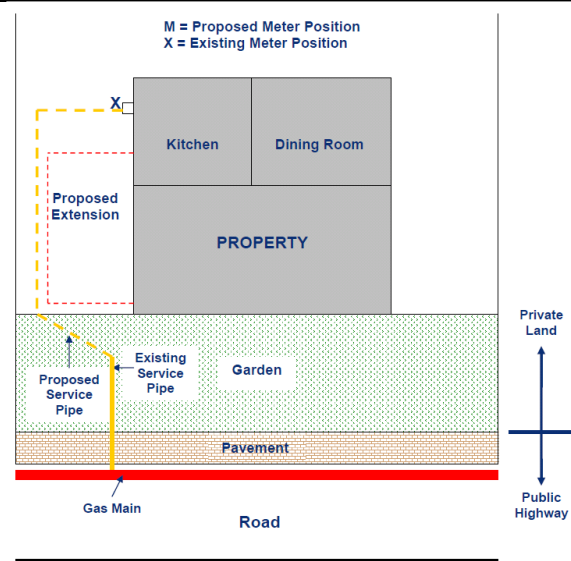 M = Proposed Meter Position
X = Existing Meter Position
X
Kitchen
Dining Room
Proposed
Extension
PROPERTY
Private
Land
Existing
Service
Pipe
Garden
Proposed
Service
Pipe
Pavement
Gas Main
Public
Highway
Road